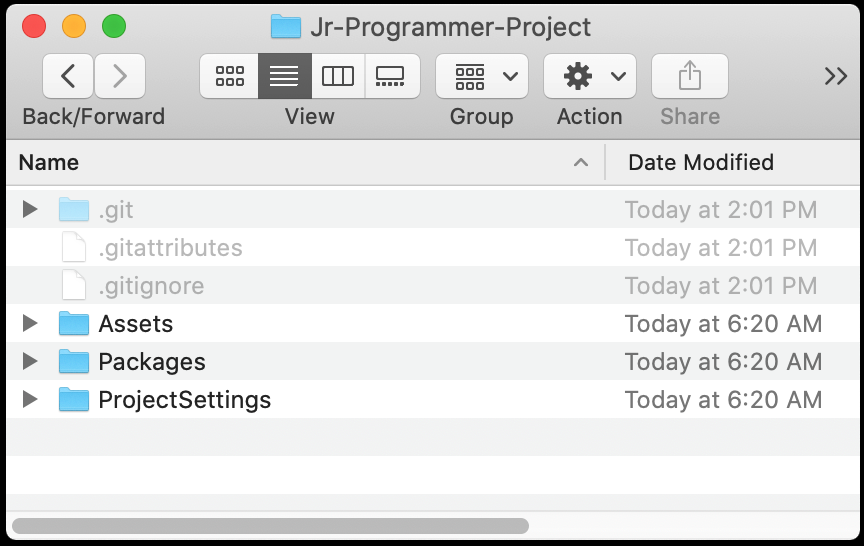 Jr-Programmer-Project
Back/Forward View Group Action Share
Name Date Modified
.git Today at 2:01 PM
.gitattributes Today at 2:01 PM
.gitignore Today at 2:01 PM
Assets Today at 6:20 AM
Packages Today at 6:20 AM
ProjectSettings Today at 6:20 AM